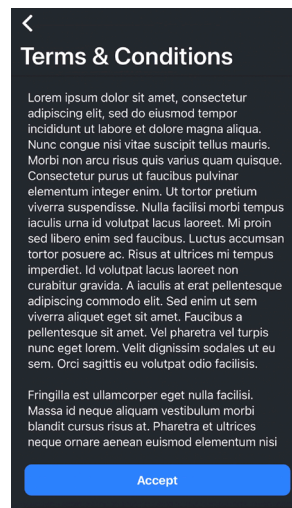 Terms & Conditions
Lorem ipsum dolor sit amet, consectetur
adipiscing elit, sed do eiusmod tempor
incididunt ut labore et dolore magna aliqua.
Nunc congue nisi vitae suscipit tellus mauris.
Morbi non arcu risus quis varius quam quisque.
Consectetur purus ut faucibus pulvinar
elementum integer enim. Ut tortor pretium
viverra suspendisse. Nulla facilisi morbi tempus
iaculis urna id volutpat lacus laoreet. Mi proin
sed libero enim sed faucibus. Luctus accumsan
tortor posuere ac. Risus at ultrices mi tempus
imperdiet. Id volutpat lacus laoreet non
curabitur gravida. A iaculis at erat pellentesque
adipiscing commodo elit. Sed enim ut sem
viverra aliquet eget sit amet. Faucibus a
pellentesque sit amet. Vel pharetra vel turpis
nunc eget lorem. Velit dignissim sodales ut eu
sem. Orci sagittis eu volutpat odio facilisis.
Fringilla est ullamcorper eget nulla facilisi.
Massa id neque aliquam vestibulum morbi
blandit cursus risus at. Pharetra et ultrices
neque ornare aenean euismod elementum nisi
Accept